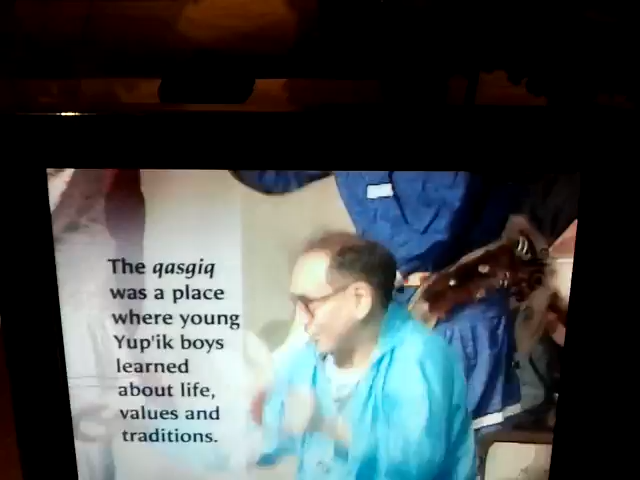 The qasgiq
was a place
where young
Yup'ik boys
learned
about life,
values and
traditions.